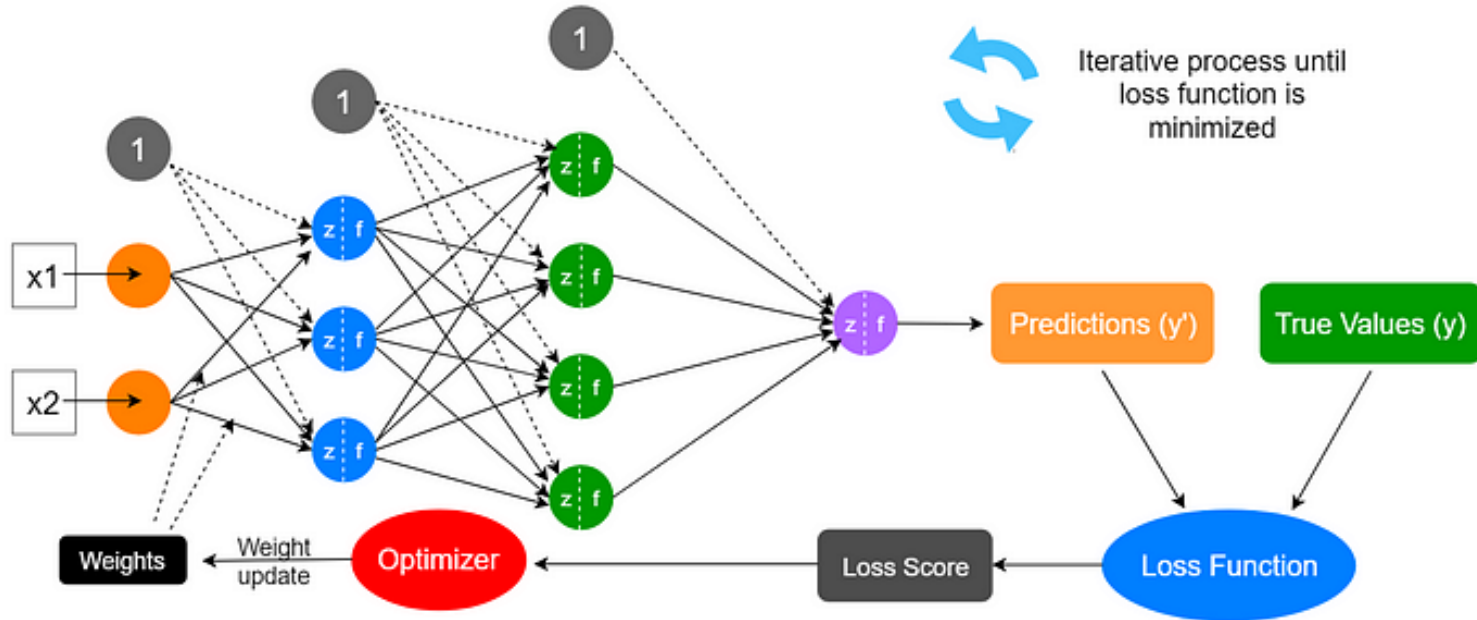 1
Iterative process until
loss function is
minimized
1
1
z f
z f
x1
z f
z f
z f
Predictions (y')
True Values (y)
x2
z f
z f
z f
Weights
Weight
update
Optimizer
Loss Score
Loss Function